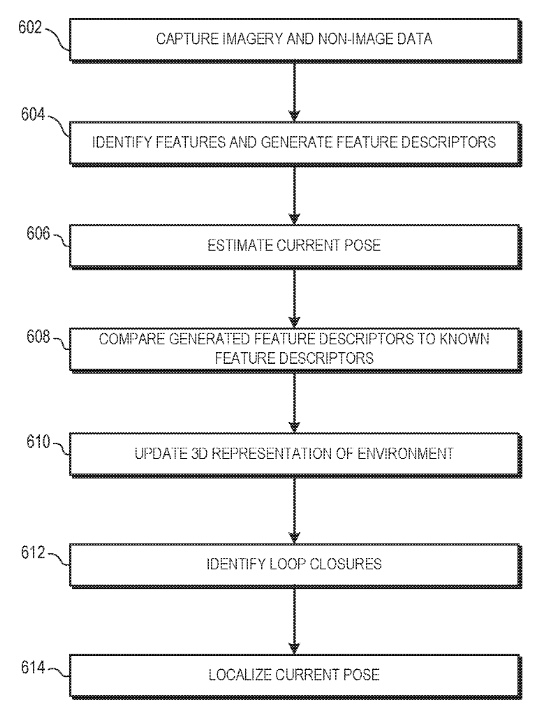 602
CAPTURE IMAGERY AND NON-IMAGE DATA
604
IDENTIFY FEATURES AND GENERATE FEATURE DESCRIPTORS
606
ESTIMATE CURRENT POSE
608
COMPARE GENERATED FEATURE DESCRIPTORS TO KNOWN
FEATURE DESCRIPTORS
610
UPDATE 3D REPRESENTATION OF ENVIRONMENT
612
IDENTIFY LOOP CLOSURES
614
LOCALIZE CURRENT POSE